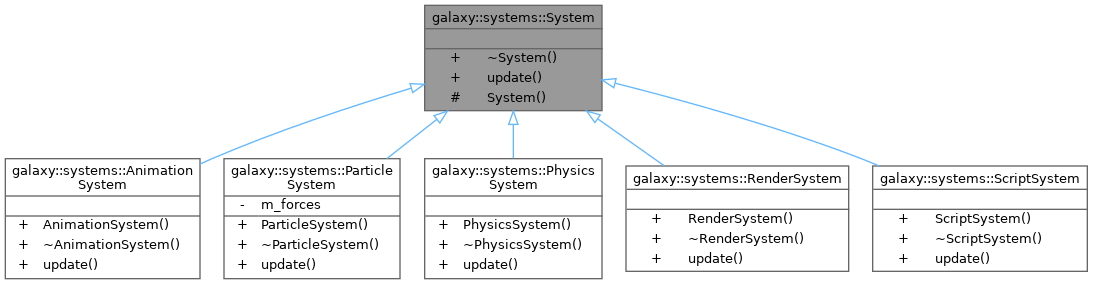 galaxy::systems::System
+ ~System()
+ update()
# System()
galaxy::systems::Animation
System
+ AnimationSystem()
+ ~AnimationSystem()
+ update()
galaxy::systems::Particle
System
- m_forces
+ ParticleSystem()
+ ~ParticleSystem()
+ update()
galaxy::systems::Physics
System
+ PhysicsSystem()
+ ~PhysicsSystem()
+ update()
galaxy::systems::RenderSystem
+ RenderSystem()
+ ~RenderSystem()
+ update()
galaxy::systems::ScriptSystem
+ ScriptSystem()
+ ~ScriptSystem()
+ update()